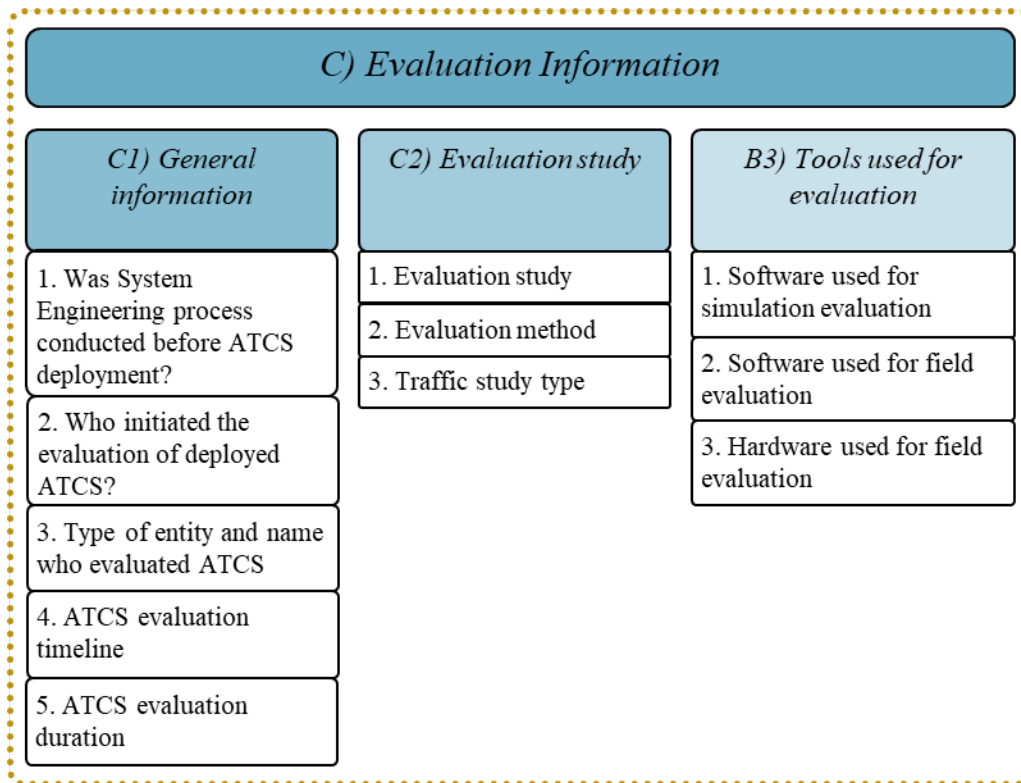 C) Evaluation Information
C1) General
information
1. Was System
Engineering process
conducted before ATCS
deployment?
2. Who initiated the
evaluation of deployed
ATCS?
3. Type of entity and name
who evaluated ATCS
4. ATCS evaluation
timeline
5. ATCS evaluation
duration
C2) Evaluation study
1. Evaluation study
2. Evaluation method
3. Traffic study type
B3) Tools used for
evaluation
1. Software used for
simulation evaluation
2. Software used for field
evaluation
3. Hardware used for field
evaluation